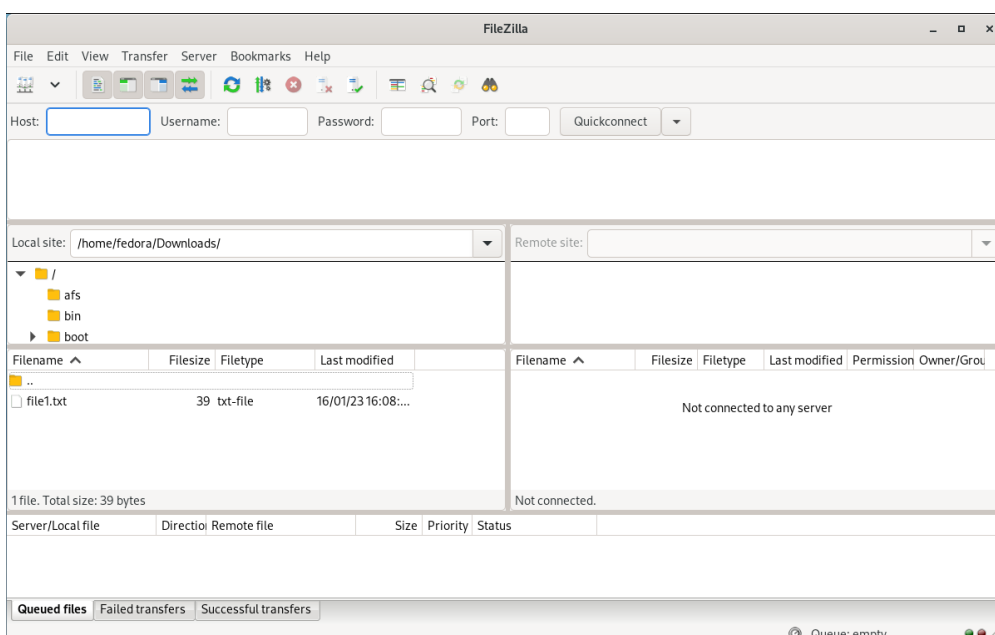 FileZilla
File Edit View Transfer Server Bookmarks Help
Host: Username: Password: Port: Quickconnect
Local site: /home/fedora/Downloads/
/
afs
bin
boot
Remote site:
Filename Filesize Filetype Last modified
..
file1.txt 39 txt-file 16/01/23 16:08:...
1 file. Total size: 39 bytes
Filename Filesize Filetype Last modified Permission Owner/Grou
Not connected to any server
Not connected.
Server/Local file Directio Remote file Size Priority Status
Queued files Failed transfers Successful transfers
Queue: empty